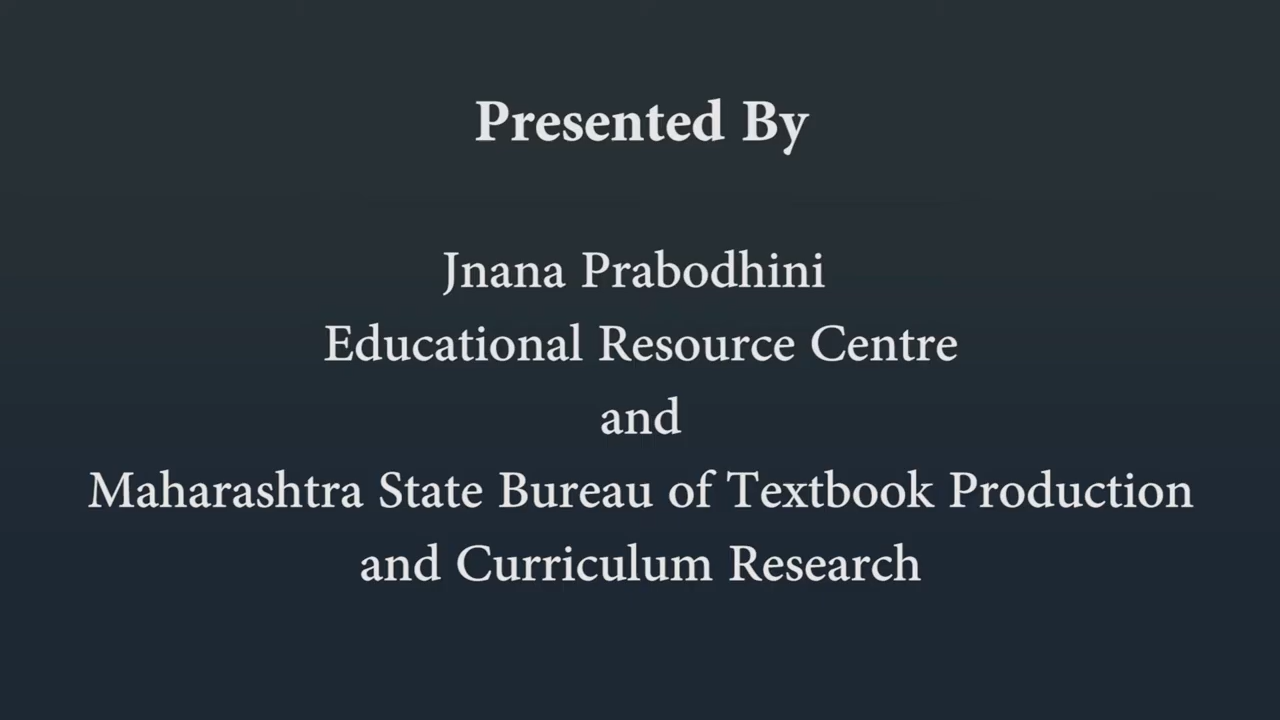 Presented By
Jnana Prabodhini
Educational Resource Centre
and
Maharashtra State Bureau of Textbook Production
and Curriculum Research